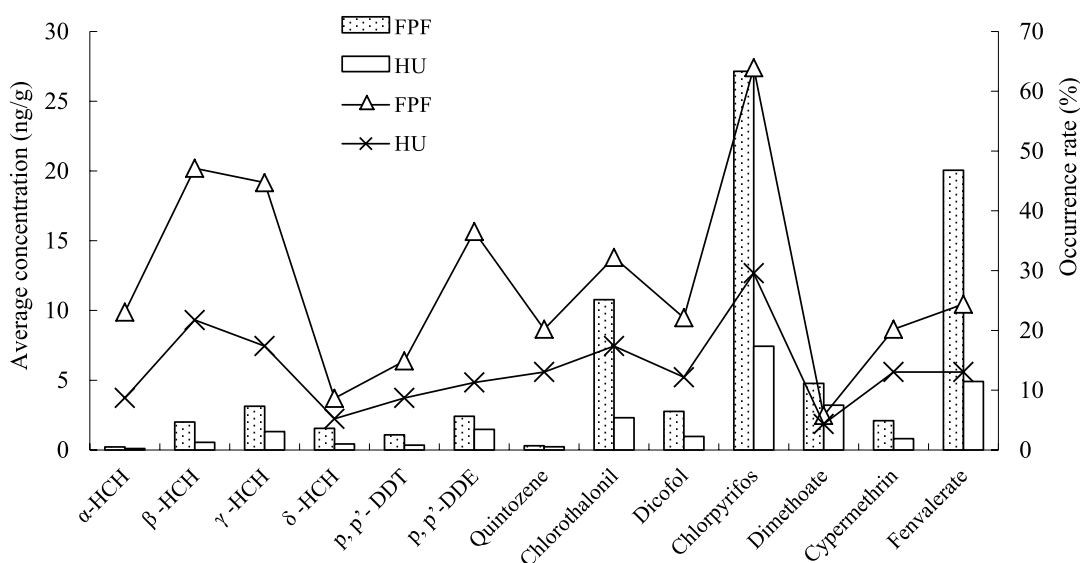 FPF
HU
FPF
HU
Average concentration (ng/g)
30
25
20
15
10
5
0
70
60
50
40
30
20
10
0
Occurrence rate (%)
α-HCH
β -HCH
γ -HCH
δ -HCH
p, p’- DDT
p, p’-DDE
Quintozene
Chlorothalonil
Dicofol
Chlorpyrifos
Dimethoate
Cypermethrin
Fenvalerate